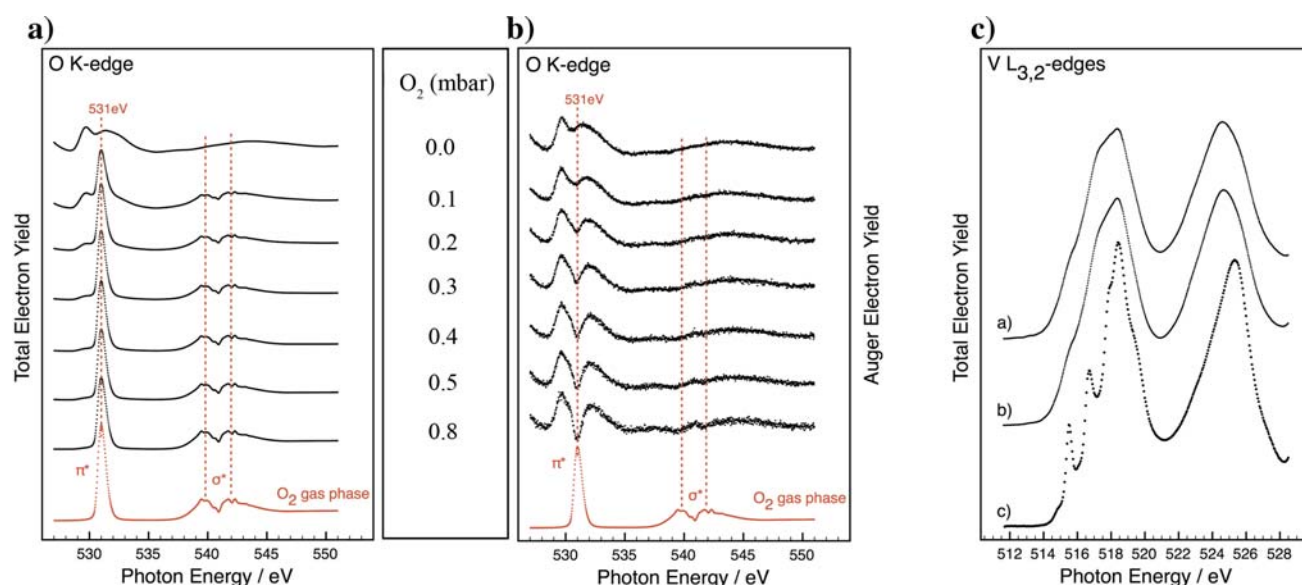 a)
O K-edge
531eV
Total Electron Yield
π*
σ*
O2 gas phase
530 535 540 545 550
Photon Energy / eV
O2 (mbar)
0.0
0.1
0.2
0.3
0.4
0.5
0.8
b)
O K-edge
531eV
Auger Electron Yield
π*
σ*
O2 gas phase
530 535 540 545 550
Photon Energy / eV
c)
V L3,2-edges
Total Electron Yield
a)
b)
c)
512 514 516 518 520 522 524 526 528
Photon Energy / eV